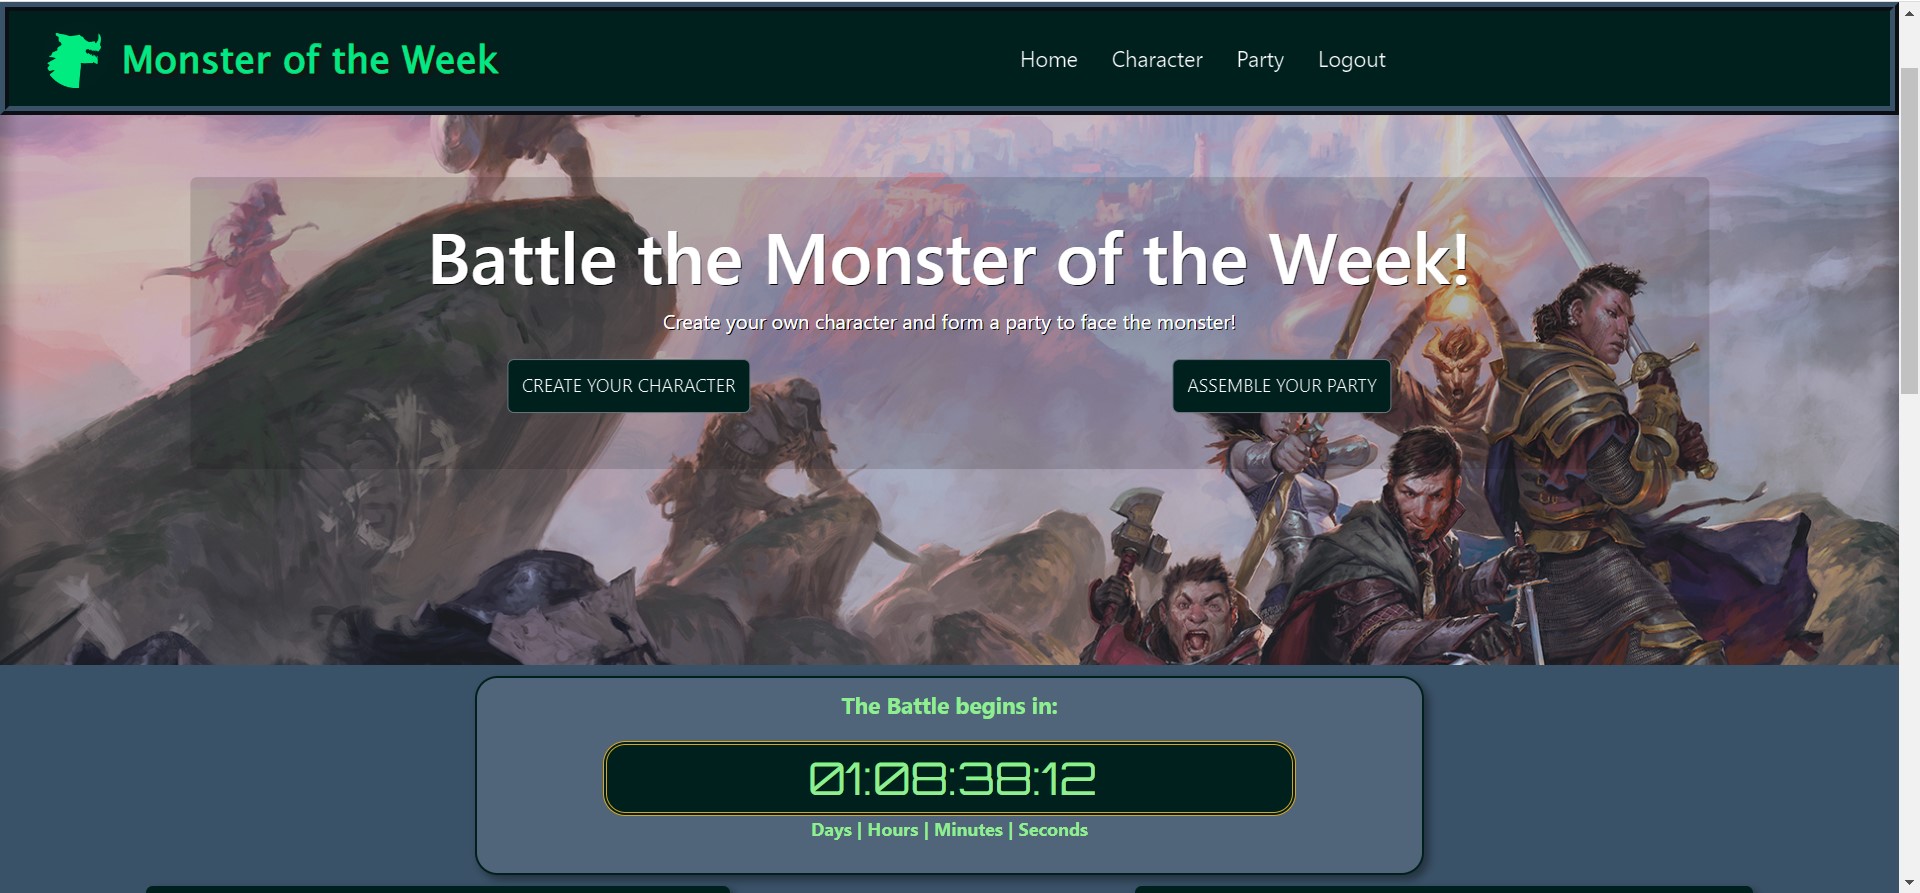 Monster of the Week
Home Character Party Logout
Battle the Monster of the Week!
Create your own character and form a party to face the monster!
CREATE YOUR CHARACTER ASSEMBLE YOUR PARTY
The Battle begins in:
01:08:38:12
Days | Hours | Minutes | Seconds